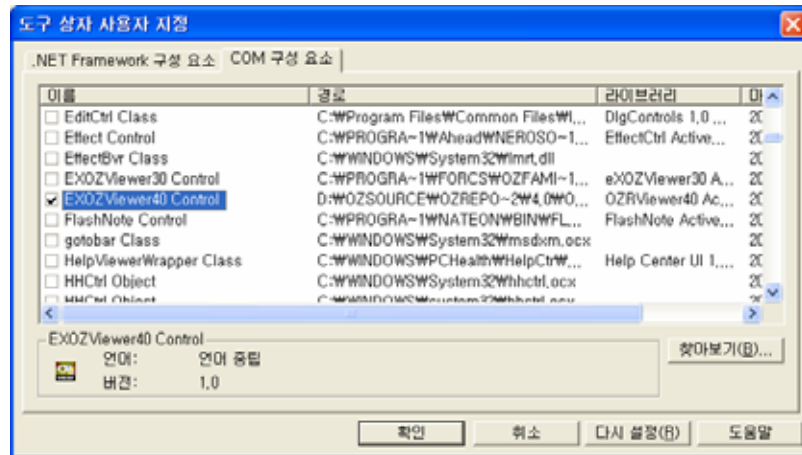 도구 상자 사용자 지정
.NET Framework 구성 요소 COM 구성 요소
이름 경로 라이브러리
EditCtrl Class C:₩Program Files₩Common Files₩I... DlgControls 1,0 ...
Effect Control C:₩PROGRA~1₩Ahead₩NEROSO~1... EffectCtrl Active...
EffectBvr Class C:₩WINDOWS₩System32₩lmrt,dll
EXOZViewer30 Control C:₩PROGRA~1₩FORCS₩OZFAMI~1... eXOZViewer30 A...
EXOZViewer40 Control D:₩OZSOURCE₩OZREPO~2₩4,0₩O... OZRViewer40 Ac...
FlashNote Control C:₩PROGRA~1₩NATEON₩BIN₩FL... FlashNote Active...
gotobar Class C:₩WINDOWS₩System32₩msdxm,ocx
HelpViewerWrapper Class C:₩WINDOWS₩PCHealth₩HelpCtr₩... Help Center UI 1,...
HHCtrl Object C:₩WINDOWS₩System32₩hhctrl,ocx
HHCtrl Object C:₩WINDOWS₩system32₩hhctrl,ocx
EXOZViewer40 Control
언어: 언어 중립
버전: 1,0
찾아보기(B)...
확인 취소 다시 설정(R) 도움말